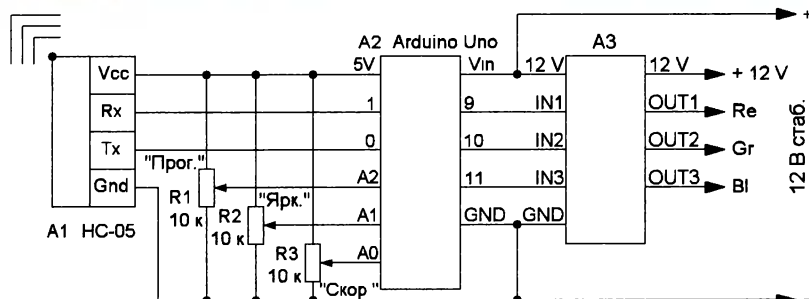 A2 Arduino Uno
A3
+
Vcc
5V
Vin
12 V
12 V
+ 12 V
Rx
1
9
IN1
OUT1
Re
Tx
0
10
IN2
OUT2
Gr
Gnd
"Прог."
A2
11
IN3
OUT3
Bl
R1
10 к
"Ярк."
A1
GND
GND
A1 HC-05
R2
10 к
A0
R3
10 к
"Скор "
12 В стаб.